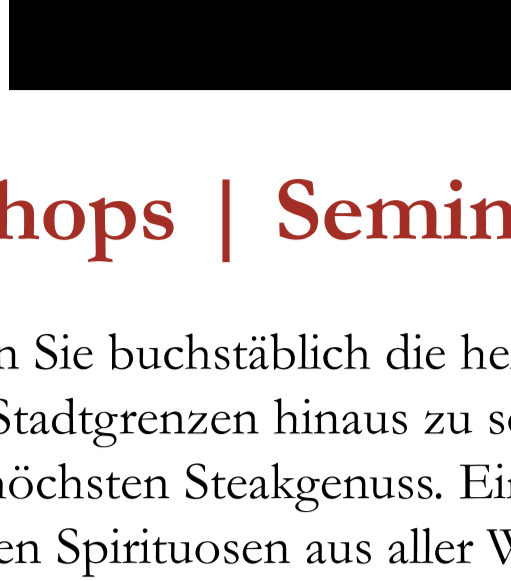 hops | Semin
n Sie buchstäblich die he
Stadtgrenzen hinaus zu s
höchsten Steakgenuss. Ei
en Spirituosen aus aller W